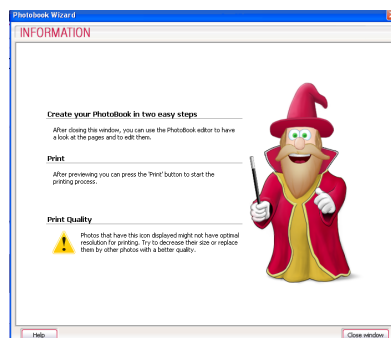 Photobook Wizard
INFORMATION
Create your PhotoBook in two easy steps
After closing this window, you can use the PhotoBook editor to have
a look at the pages and to edit them.
Print
After previewing you can press the 'Print' button to start the
printing process.
Print Quality
Photos that have this icon displayed might not have optimal
resolution for printing. Try to decrease their size or replace
them by other photos with a better quality.
Help
Close window